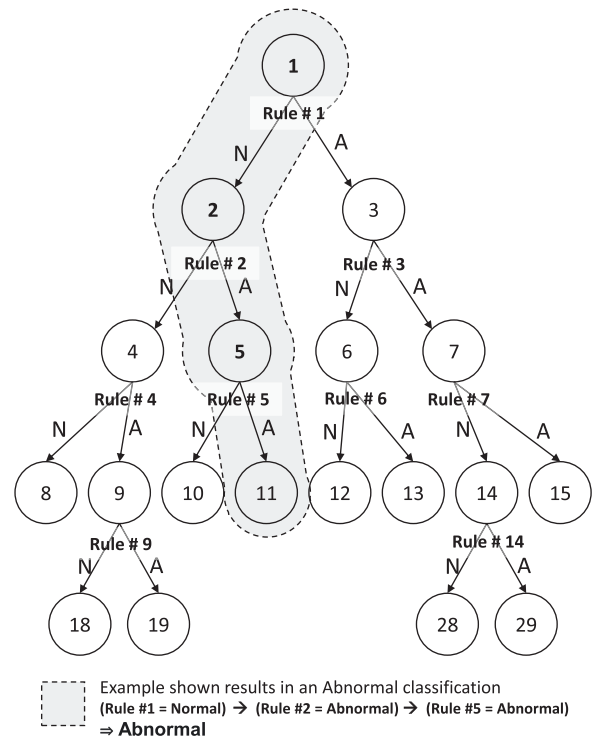 1
Rule # 1
N
A
2
3
Rule # 2
Rule # 3
N
A
N
A
4
5
6
7
Rule # 4
Rule # 5
Rule # 6
Rule # 7
N
A
N
A
N
A
N
A
8
9
10
11
12
13
14
15
Rule # 9
Rule # 14
N
A
N
A
18
19
28
29
Example shown results in an Abnormal classification
(Rule #1 = Normal) → (Rule #2 = Abnormal) → (Rule #5 = Abnormal)
⇒ Abnormal